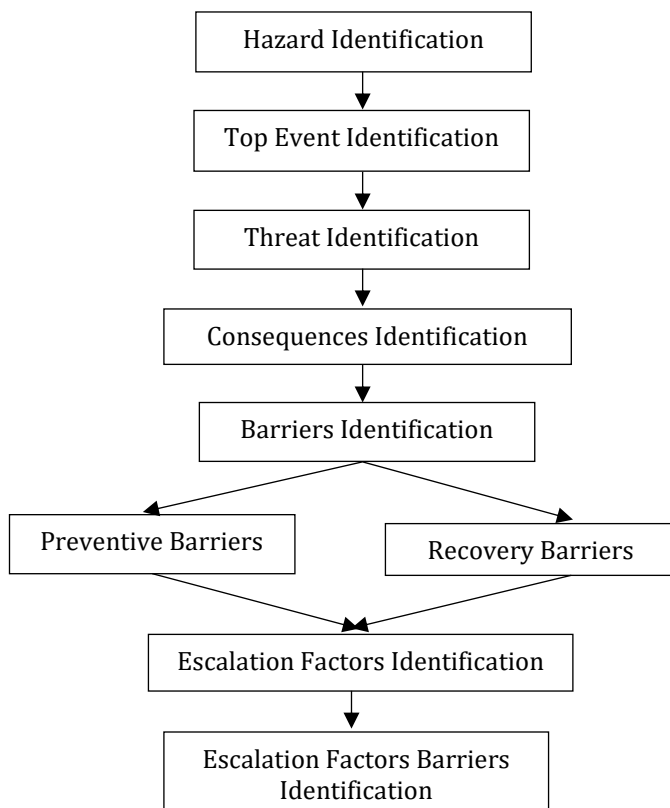 Hazard Identification
Top Event Identification
Threat Identification
Consequences Identification
Barriers Identification
Preventive Barriers
Recovery Barriers
Escalation Factors Identification
Escalation Factors Barriers
Identification